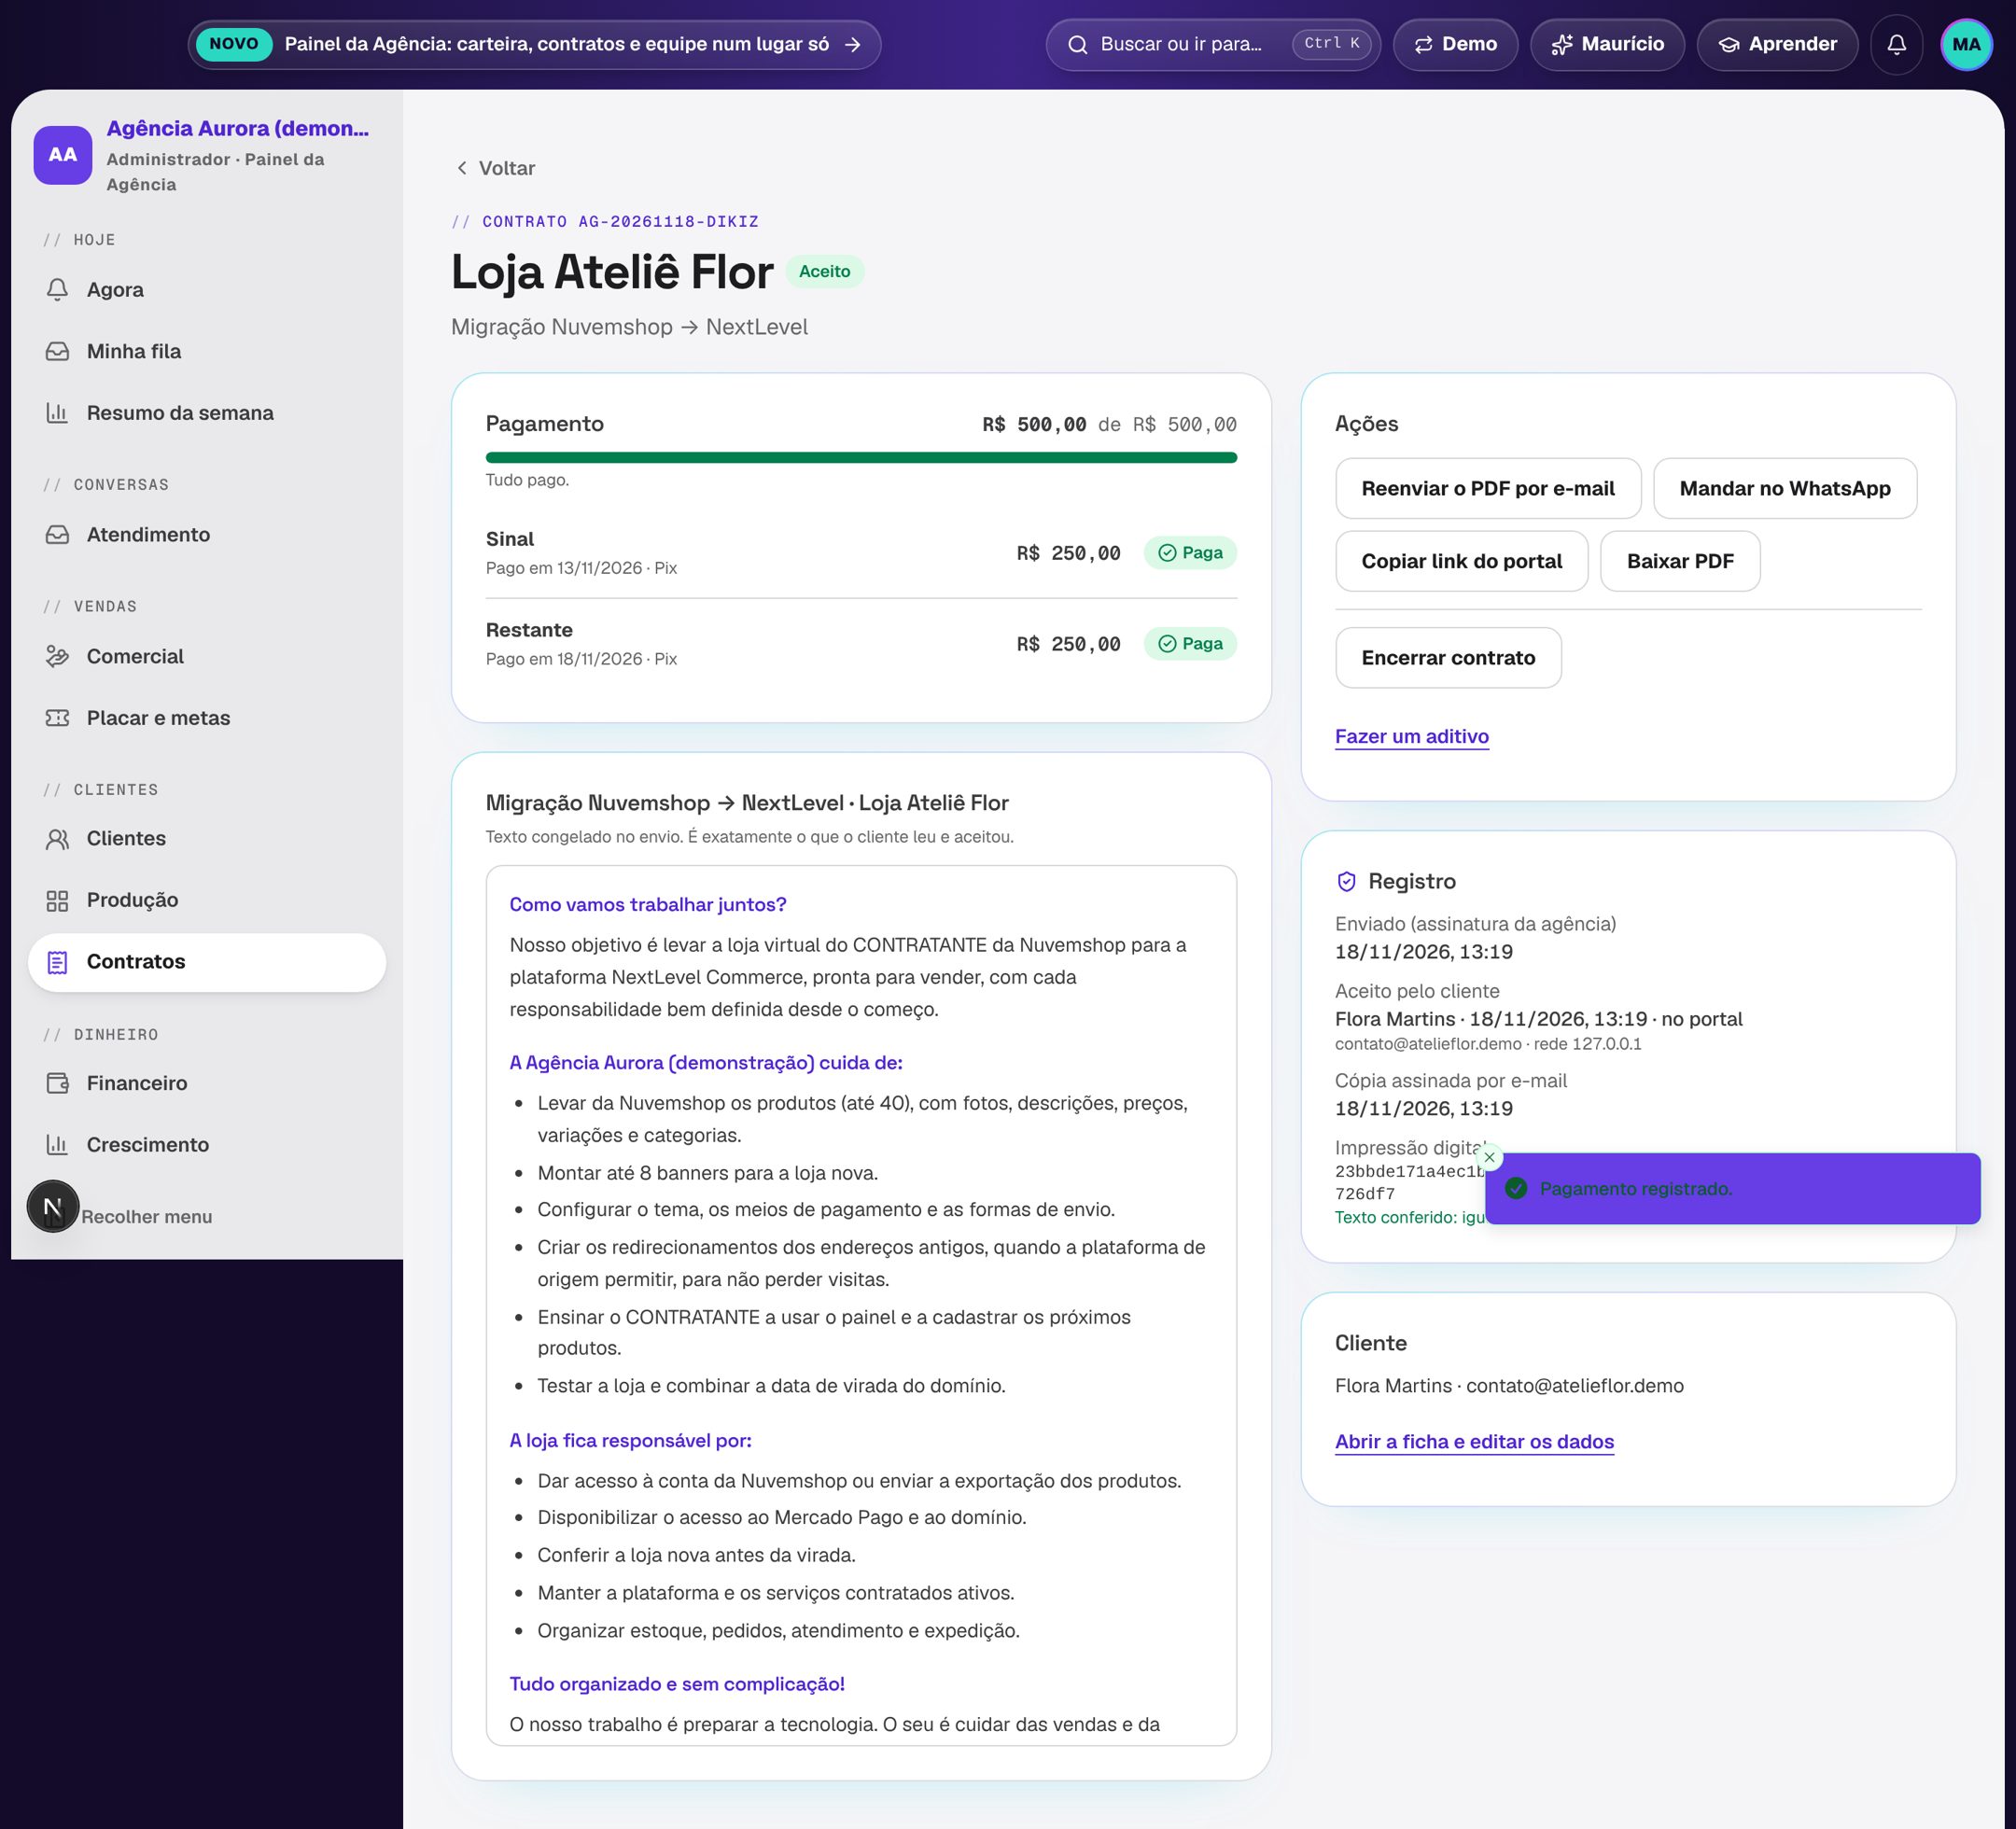 NOVO Painel da Agência: carteira, contratos e equipe num lugar só
Buscar ou ir para... Ctrl K
Demo
Maurício
Aprender
MA
AA
Agência Aurora (demon...
Administrador · Painel da
Agência
// HOJE
Agora
Minha fila
Resumo da semana
// CONVERSAS
Atendimento
// VENDAS
Comercial
Placar e metas
// CLIENTES
Clientes
Produção
Contratos
// DINHEIRO
Financeiro
Crescimento
N
Recolher menu
Voltar
// CONTRATO AG-20261118-DIKIZ
Loja Ateliê Flor Aceito
Migração Nuvemshop → NextLevel
Pagamento R$ 500,00 de R$ 500,00
Tudo pago.
Sinal
Pago em 13/11/2026 · Pix
R$ 250,00 Paga
Restante
Pago em 18/11/2026 · Pix
R$ 250,00 Paga
Migração Nuvemshop → NextLevel · Loja Ateliê Flor
Texto congelado no envio. É exatamente o que o cliente leu e aceitou.
Como vamos trabalhar juntos?
Nosso objetivo é levar a loja virtual do CONTRATANTE da Nuvemshop para a
plataforma NextLevel Commerce, pronta para vender, com cada
responsabilidade bem definida desde o começo.
A Agência Aurora (demonstração) cuida de:
• Levar da Nuvemshop os produtos (até 40), com fotos, descrições, preços,
variações e categorias.
• Montar até 8 banners para a loja nova.
• Configurar o tema, os meios de pagamento e as formas de envio.
• Criar os redirecionamentos dos endereços antigos, quando a plataforma de
origem permitir, para não perder visitas.
• Ensinar o CONTRATANTE a usar o painel e a cadastrar os próximos
produtos.
• Testar a loja e combinar a data de virada do domínio.
A loja fica responsável por:
• Dar acesso à conta da Nuvemshop ou enviar a exportação dos produtos.
• Disponibilizar o acesso ao Mercado Pago e ao domínio.
• Conferir a loja nova antes da virada.
• Manter a plataforma e os serviços contratados ativos.
• Organizar estoque, pedidos, atendimento e expedição.
Tudo organizado e sem complicação!
O nosso trabalho é preparar a tecnologia. O seu é cuidar das vendas e da
Ações
Reenviar o PDF por e-mail
Mandar no WhatsApp
Copiar link do portal
Baixar PDF
Encerrar contrato
Fazer um aditivo
Registro
Enviado (assinatura da agência)
18/11/2026, 13:19
Aceito pelo cliente
Flora Martins · 18/11/2026, 13:19 · no portal
contato@atelieflor.demo · rede 127.0.0.1
Cópia assinada por e-mail
18/11/2026, 13:19
Impressão digital
23bbde171a4ec1b
726df7
Texto conferido: igu
Pagamento registrado.
Cliente
Flora Martins · contato@atelieflor.demo
Abrir a ficha e editar os dados